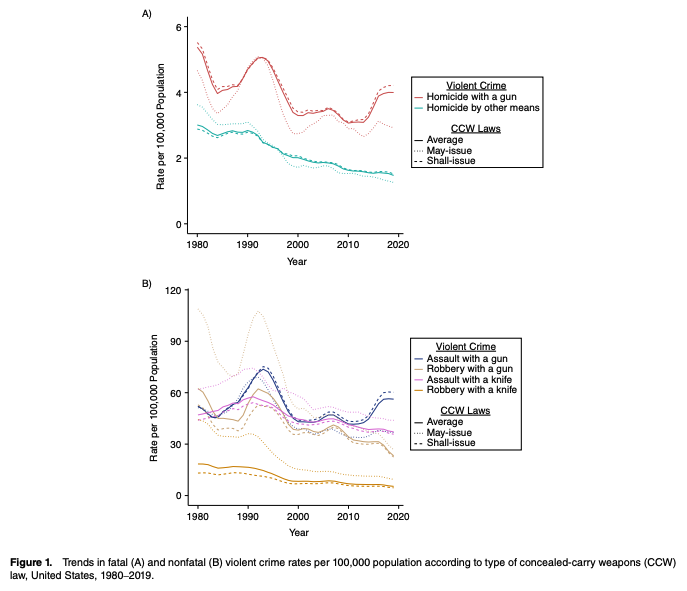 A)
6
4
2
0
Rate per 100,000 Population
1980
1990
2000
2010
2020
Year
Violent Crime
Homicide with a gun
Homicide by other means
CCW Laws
Average
May-issue
Shall-issue
B)
120
90
60
30
0
Rate per 100,000 Population
1980
1990
2000
2010
2020
Year
Violent Crime
Assault with a gun
Robbery with a gun
Assault with a knife
Robbery with a knife
CCW Laws
Average
May-issue
Shall-issue
Figure 1. Trends in fatal (A) and nonfatal (B) violent crime rates per 100,000 population according to type of concealed-carry weapons (CCW)
law, United States, 1980–2019.